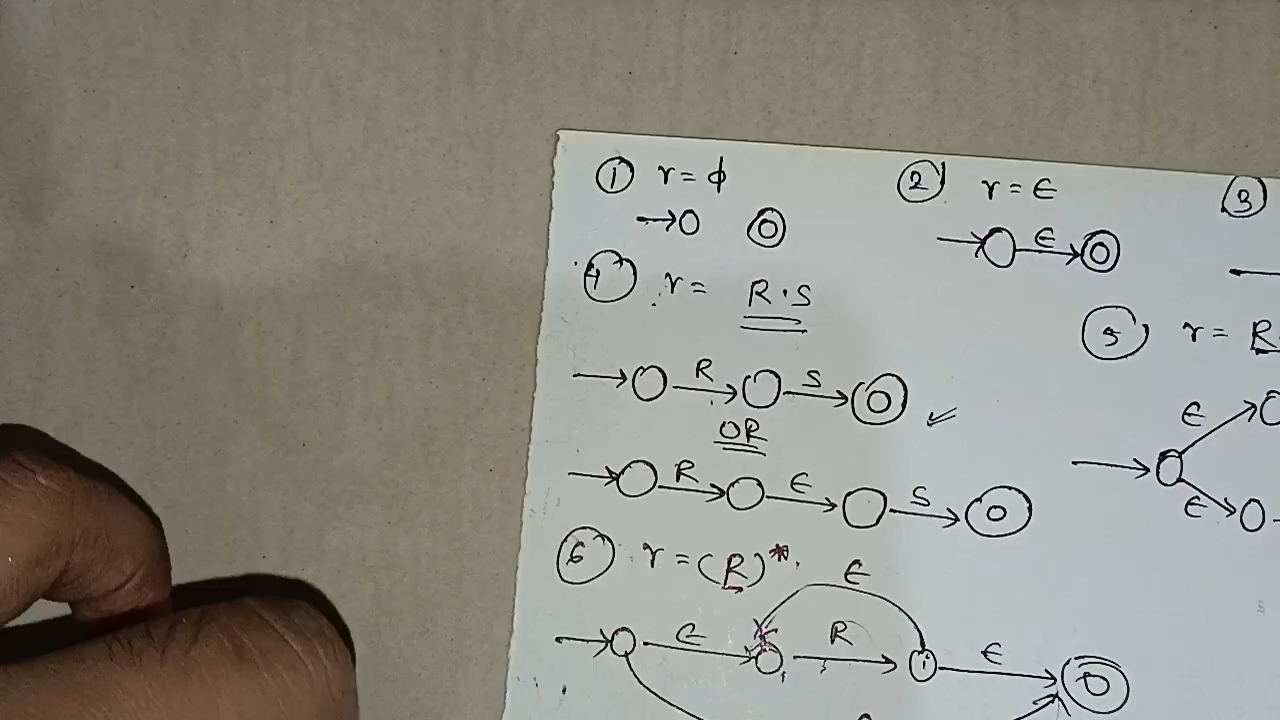 ① r = ϕ
② r = ϵ
③
ϵ
④ r = R·S
⑤ r = R
R S
OR
ϵ
ϵ
R ϵ S
⑥ r = (R)*.
ϵ
ϵ R ϵ